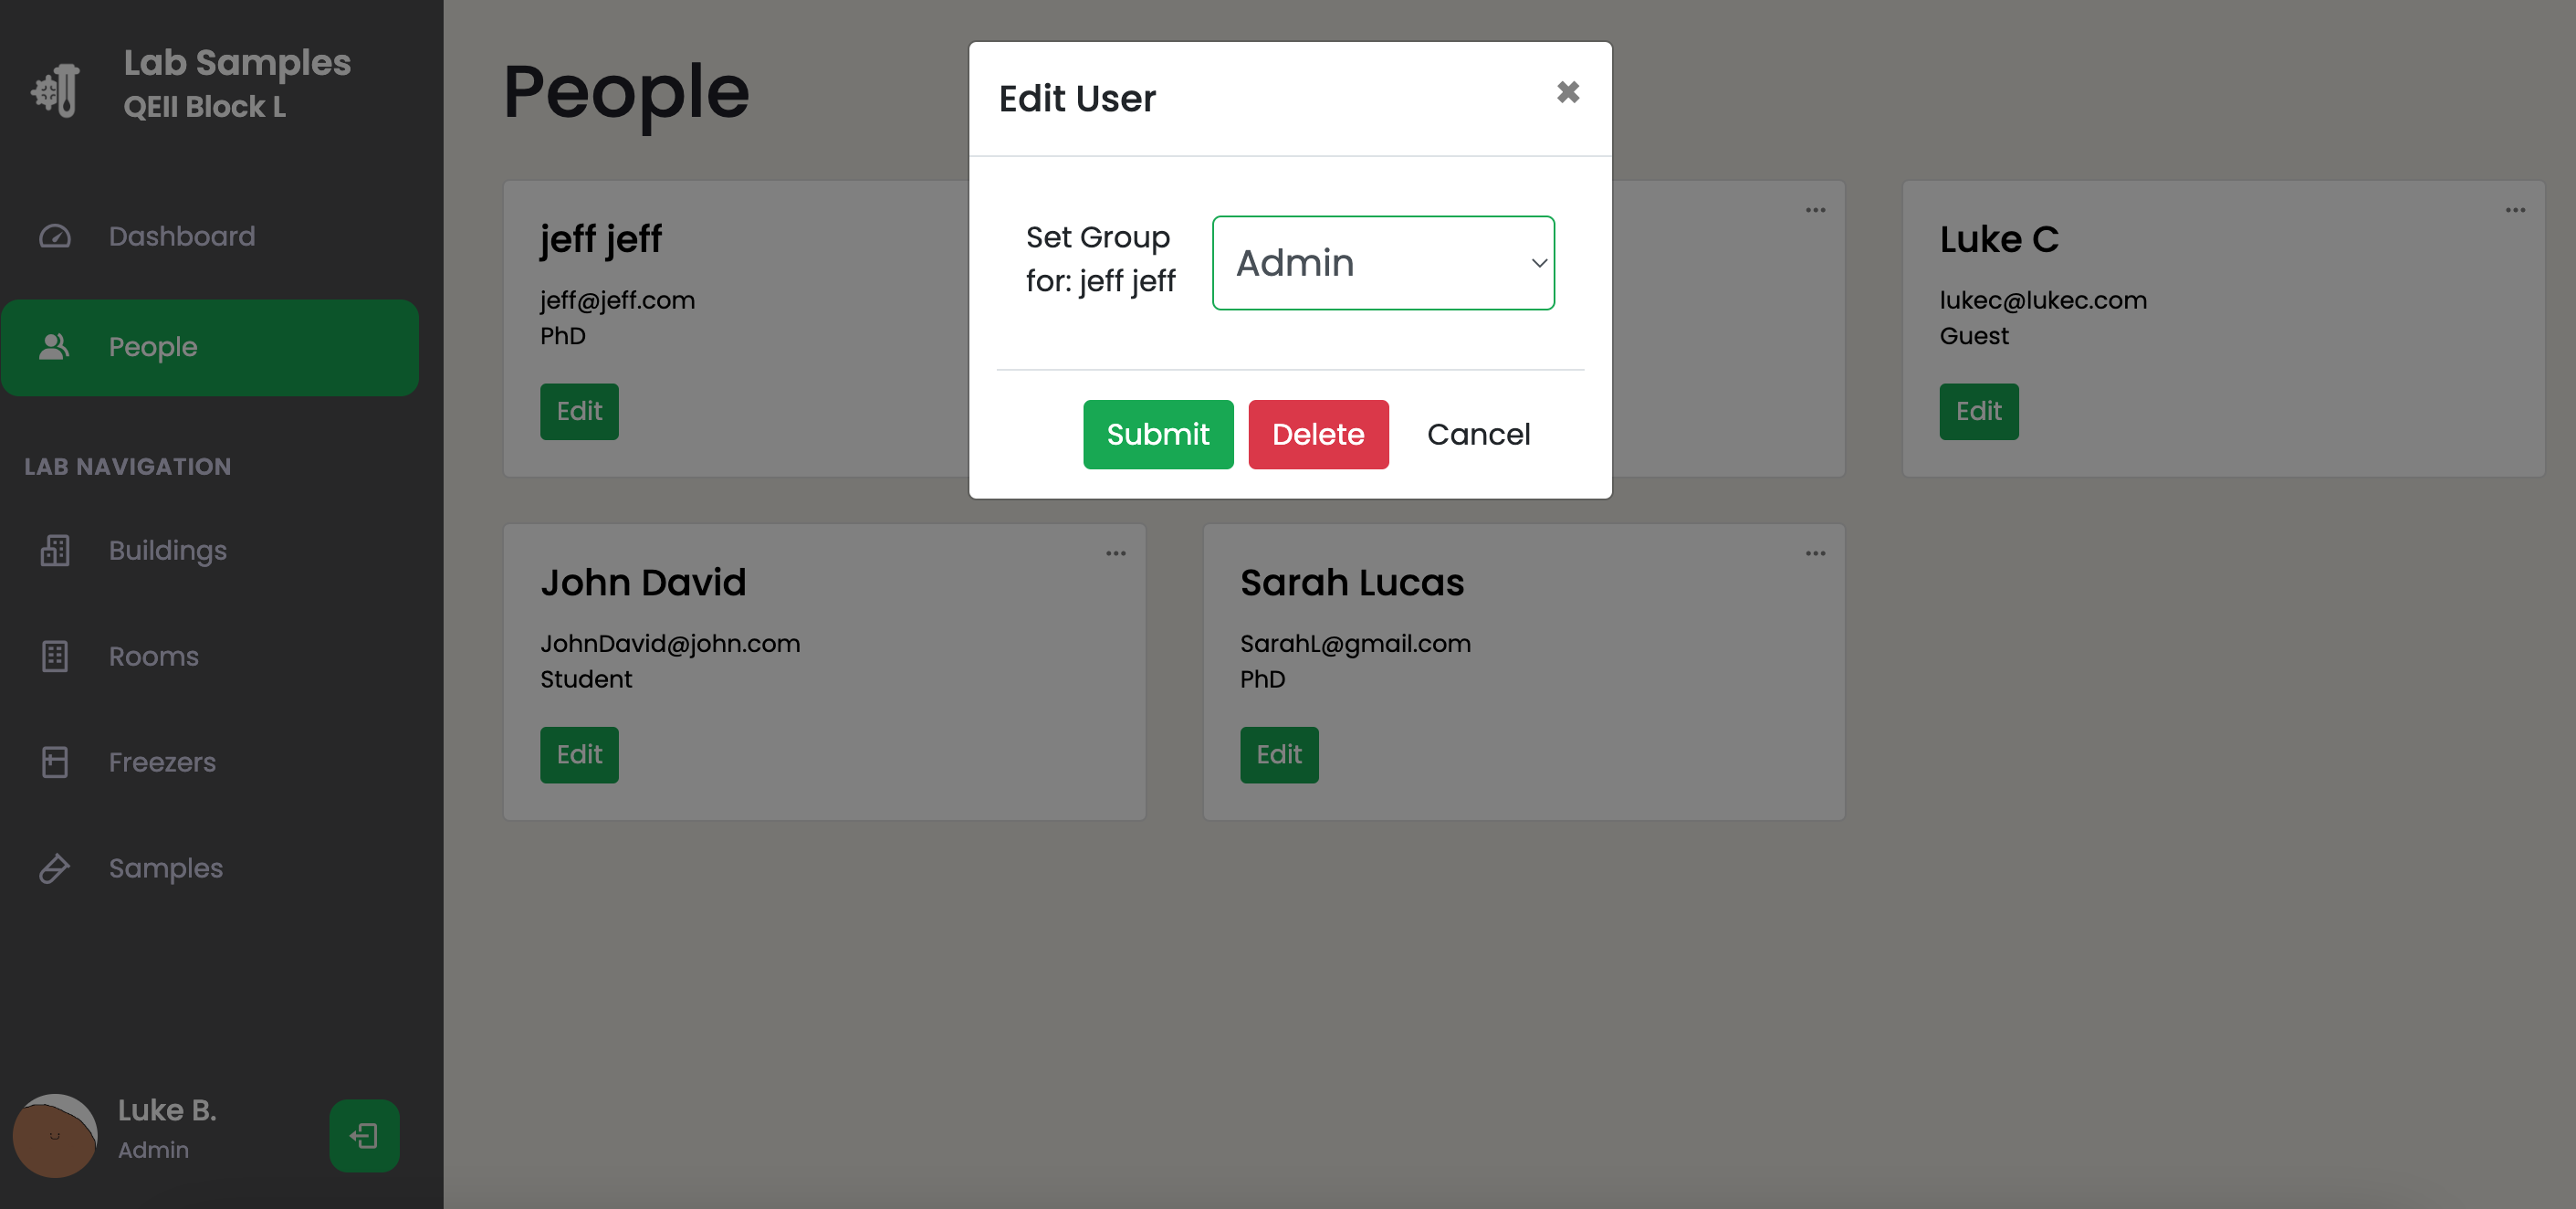 Lab Samples
QEII Block L
Dashboard
People
LAB NAVIGATION
Buildings
Rooms
Freezers
Samples
Luke B.
Admin
People
jeff jeff
jeff@jeff.com
PhD
Edit
Luke C
lukec@lukec.com
Guest
Edit
John David
JohnDavid@john.com
Student
Edit
Sarah Lucas
SarahL@gmail.com
PhD
Edit
Edit User
Set Group
for: jeff jeff
Admin
Submit Delete Cancel